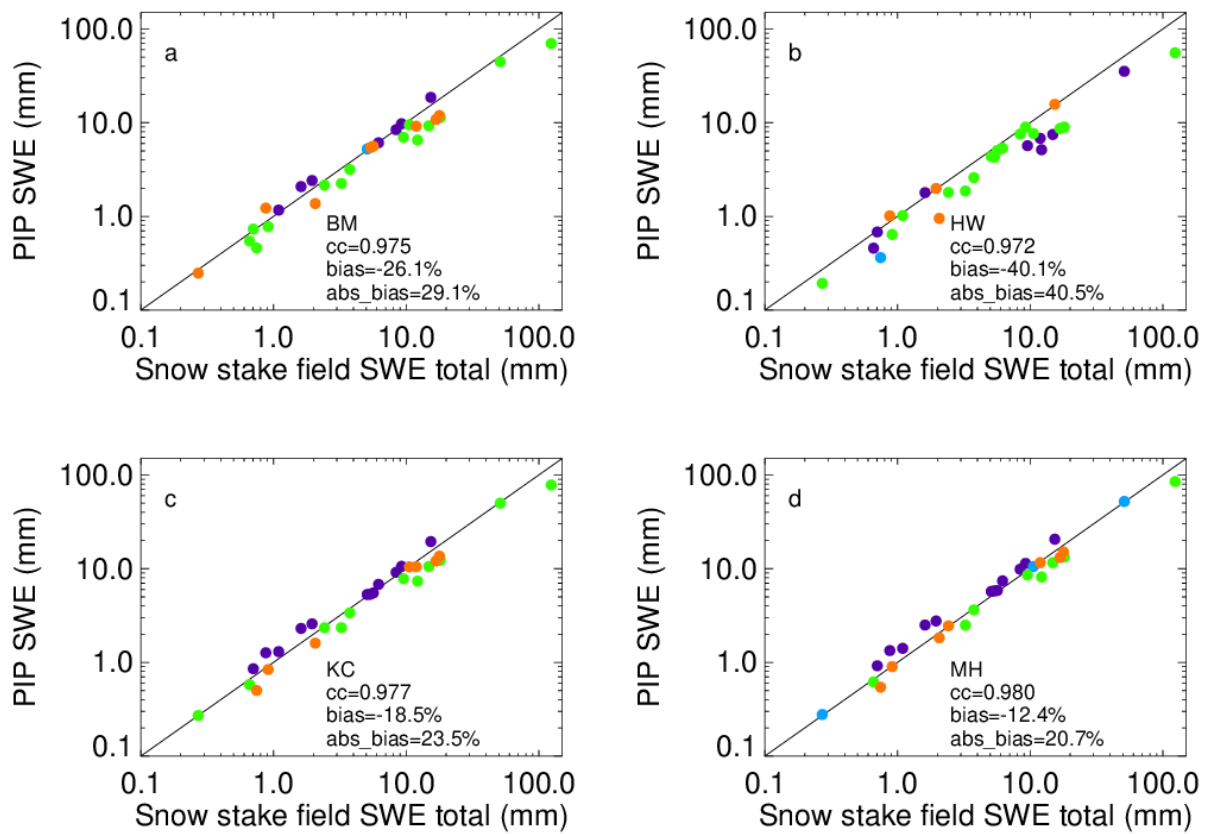 a
PIP SWE (mm)
100.0
10.0
1.0
0.1
BM
cc=0.975
bias=-26.1%
abs_bias=29.1%
0.1 1.0 10.0 100.0
Snow stake field SWE total (mm)
b
PIP SWE (mm)
100.0
10.0
1.0
0.1
HW
cc=0.972
bias=-40.1%
abs_bias=40.5%
0.1 1.0 10.0 100.0
Snow stake field SWE total (mm)
c
PIP SWE (mm)
100.0
10.0
1.0
0.1
KC
cc=0.977
bias=-18.5%
abs_bias=23.5%
0.1 1.0 10.0 100.0
Snow stake field SWE total (mm)
d
PIP SWE (mm)
100.0
10.0
1.0
0.1
MH
cc=0.980
bias=-12.4%
abs_bias=20.7%
0.1 1.0 10.0 100.0
Snow stake field SWE total (mm)